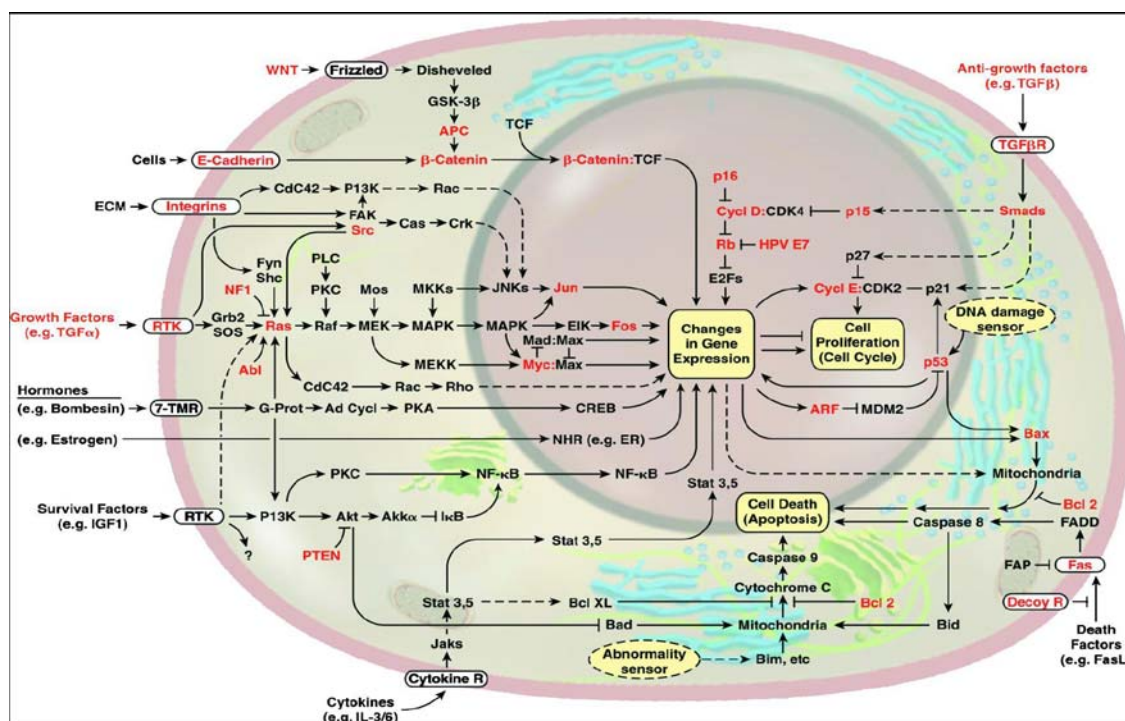 WNT
Frizzled
Disheveled
GSK-3β
APC
TCF
Cells
E-Cadherin
β-Catenin
β-Catenin:TCF
Anti-growth factors
(e.g. TGFβ)
TGFβR
p16
Cycl D:CDK4
p15
Smads
Rb
HPV E7
E2Fs
p27
Cycl E:CDK2
p21
DNA damage
sensor
CdC42
P13K
Rac
ECM
Integrins
FAK
Src
Cas
Crk
Fyn
Shc
PLC
NF1
PKC
Mos
MKKs
JNKs
Jun
Growth Factors
(e.g. TGFα)
RTK
Grb2
SOS
Ras
Raf
MEK
MAPK
MAPK
ElK
Fos
Changes
in Gene
Expression
Cell
Proliferation
(Cell Cycle)
Mad:Max
MEKK
Myc:Max
p53
Abl
CdC42
Rac
Rho
Hormones
(e.g. Bombesin)
7-TMR
G-Prot
Ad Cycl
PKA
CREB
ARF
MDM2
(e.g. Estrogen)
NHR (e.g. ER)
Bax
PKC
NF-κB
NF-κB
Mitochondria
Stat 3,5
Survival Factors
(e.g. IGF1)
RTK
P13K
Akt
Akkα
IκB
Cell Death
(Apoptosis)
Bcl 2
Caspase 8
FADD
?
PTEN
Stat 3,5
Caspase 9
FAP
Fas
Cytochrome C
Stat 3,5
Bcl XL
Bcl 2
Decoy R
Bad
Mitochondria
Bid
Death
Factors
(e.g. FasL
Jaks
Abnormality
sensor
Bim, etc
Cytokine R
Cytokines
(e.g. IL-3/6)